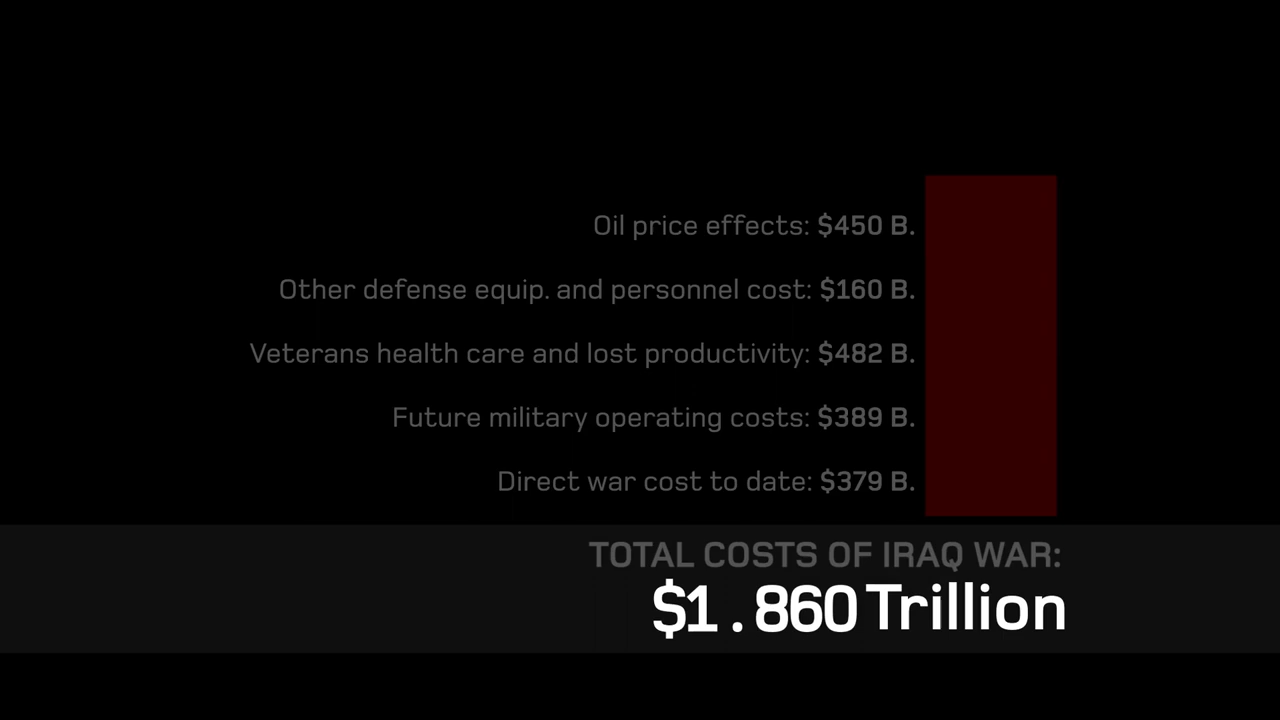 Oil price effects: $450 B.
Other defense equip. and personnel cost: $160 B.
Veterans health care and lost productivity: $482 B.
Future military operating costs: $389 B.
Direct war cost to date: $379 B.
TOTAL COSTS OF IRAQ WAR:
$1.860 Trillion